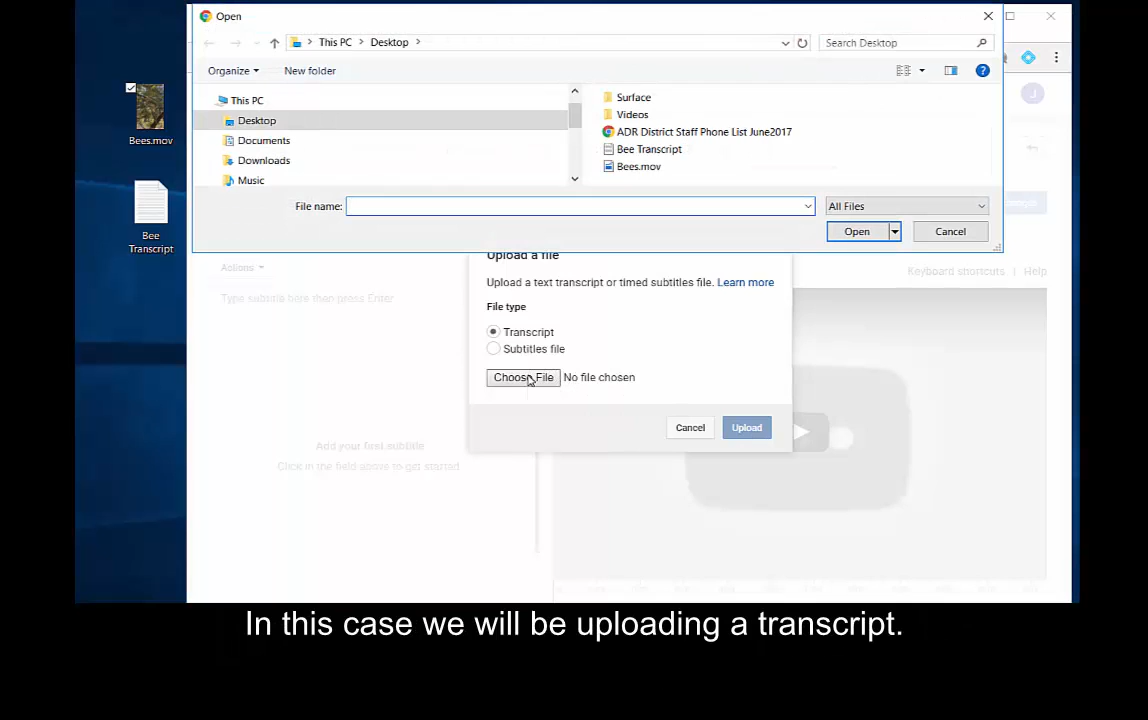 Open
This PC > Desktop >
Search Desktop
Organize
New folder
This PC
Desktop
Documents
Downloads
Music
Surface
Videos
ADR District Staff Phone List June2017
Bee Transcript
Bees.mov
File name:
All Files
Open
Cancel
Bees.mov
Bee
Transcript
J
Upload a file
Upload a text transcript or timed subtitles file. Learn more
File type
Transcript
Subtitles file
Choose File No file chosen
Cancel
Upload
Actions
Type subtitle here then press Enter
Add your first subtitle
Click in the field above to get started.
Keyboard shortcuts | Help
In this case we will be uploading a transcript.